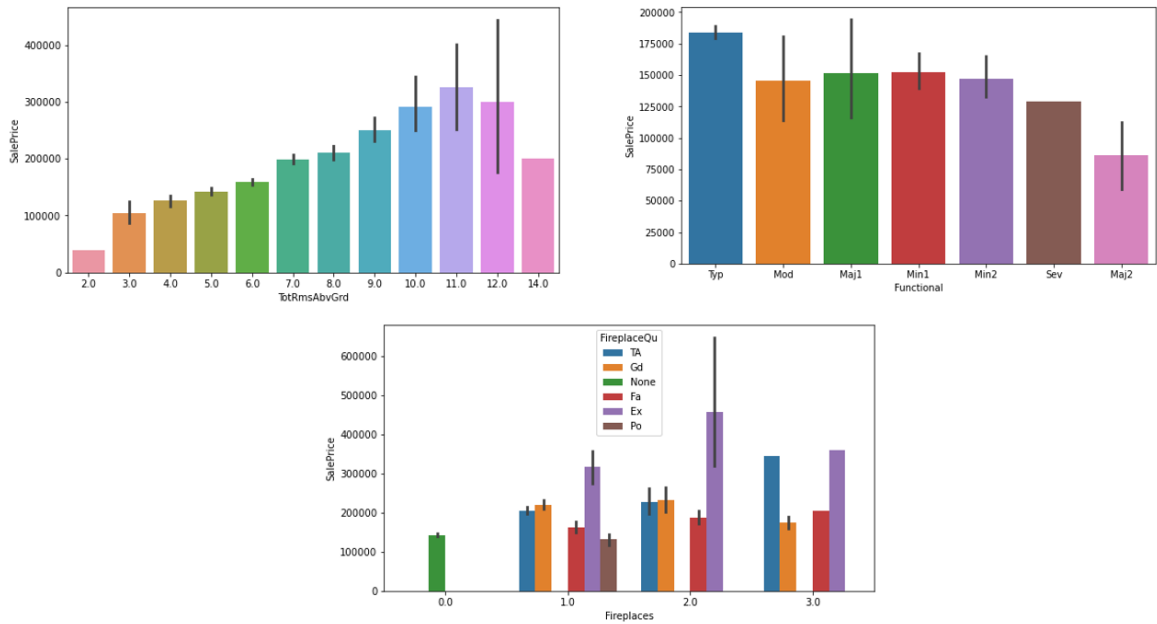 400000
300000
200000
100000
0
SalePrice
2.0 3.0 4.0 5.0 6.0 7.0 8.0 9.0 10.0 11.0 12.0 14.0
TotRmsAbvGrd
200000
175000
150000
125000
100000
75000
50000
25000
0
SalePrice
Typ Mod Maj1 Min1 Min2 Sev Maj2
Functional
600000
500000
400000
300000
200000
100000
0
SalePrice
FireplaceQu
TA
Gd
None
Fa
Ex
Po
0.0 1.0 2.0 3.0
Fireplaces